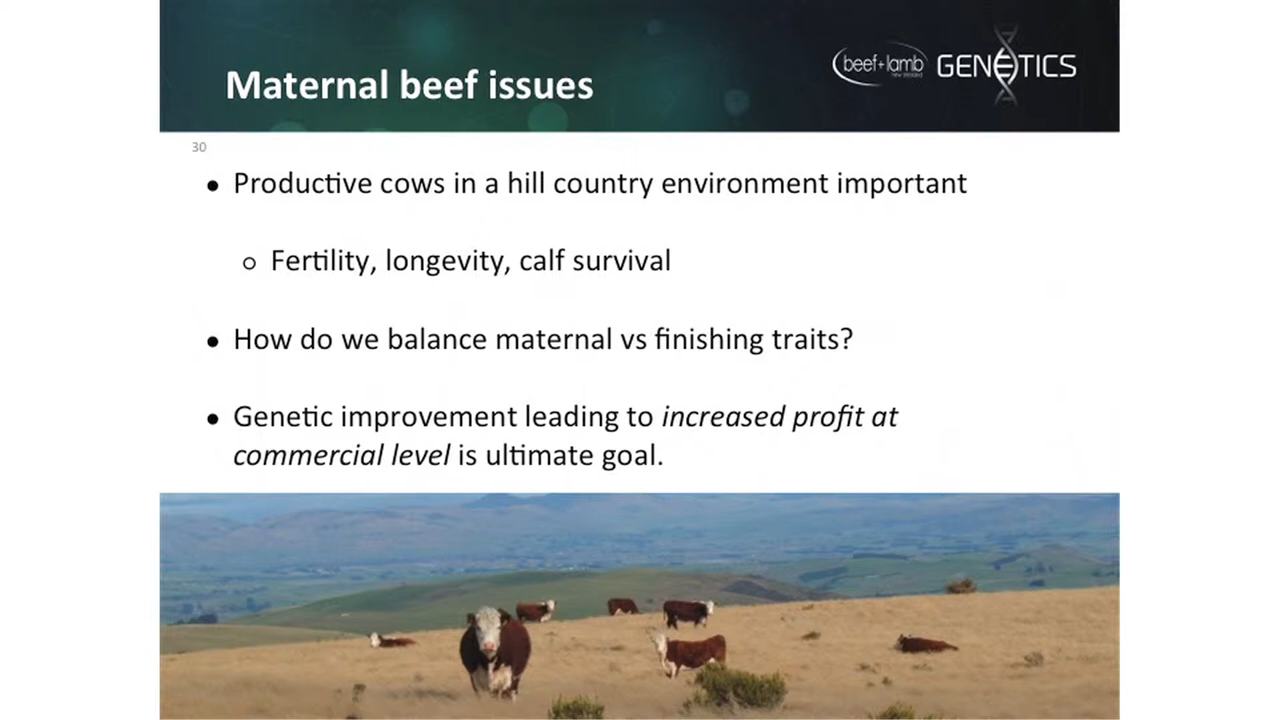 Maternal beef issues
beef+lamb
new zealand
GENETICS
30
● Productive cows in a hill country environment important
○ Fertility, longevity, calf survival
● How do we balance maternal vs finishing traits?
● Genetic improvement leading to increased profit at
commercial level is ultimate goal.